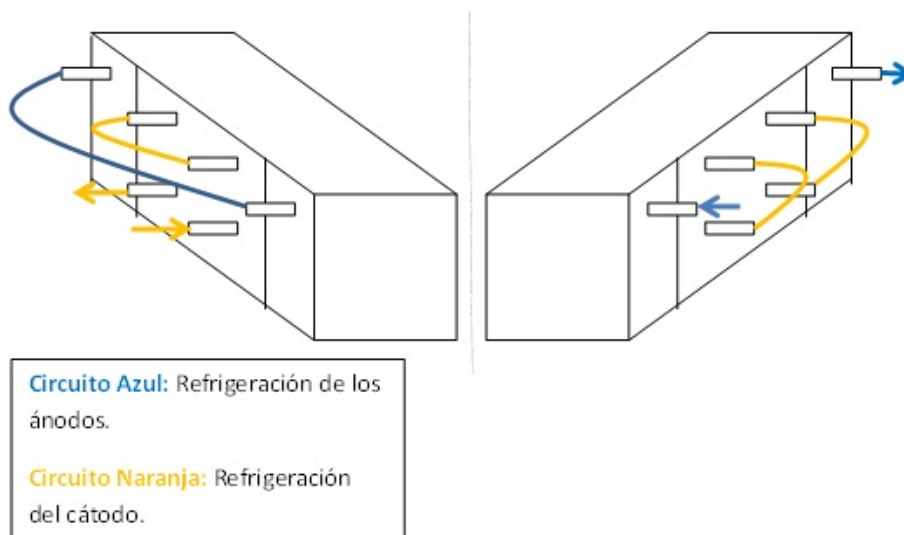 Circuito Azul: Refrigeración de los
ánodos.
Circuito Naranja: Refrigeración
del cátodo.